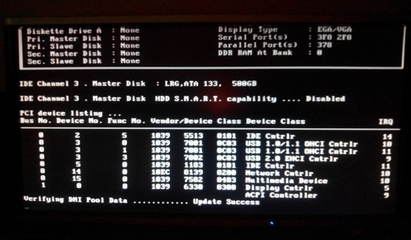 Diskette Drive A : None Display Type : EGA/VGA
Pri. Master Disk : None Serial Port(s) : 3F0 2F0
Pri. Slave Disk : None Parallel Port(s) : 370
Sec. Master Disk : None DDR RAM At Bank : 0
Sec. Slave Disk : None
IDE Channel 3 . Master Disk : LBG,ATA 133, 500GB
IDE Channel 3 . Master Disk HDD S.M.A.R.T. capability .... Disabled
PCI device listing ...
Bus No. Device No. Func No. Vendor/Device Class Device Class IRQ
0 2 5 1039 5513 0101 IDE Cntrlr 14
0 3 0 1039 7001 0C03 USB 1.0/1.1 OHCI Cntrlr 10
0 3 1 1039 7001 0C03 USB 1.0/1.1 OHCI Cntrlr 11
0 3 3 1039 7002 0C03 USB 2.0 EHCI Cntrlr 9
0 5 0 1039 1183 0101 IDE Cntrlr 11
0 14 0 10EC 8139 0200 Network Cntrlr 10
0 15 0 1039 7502 0403 Multimedia Device 10
1 0 0 1039 6330 0300 Display Cntrlr 5
ACPI Controller 9
Verifying DMI Pool Data ............ Update Success